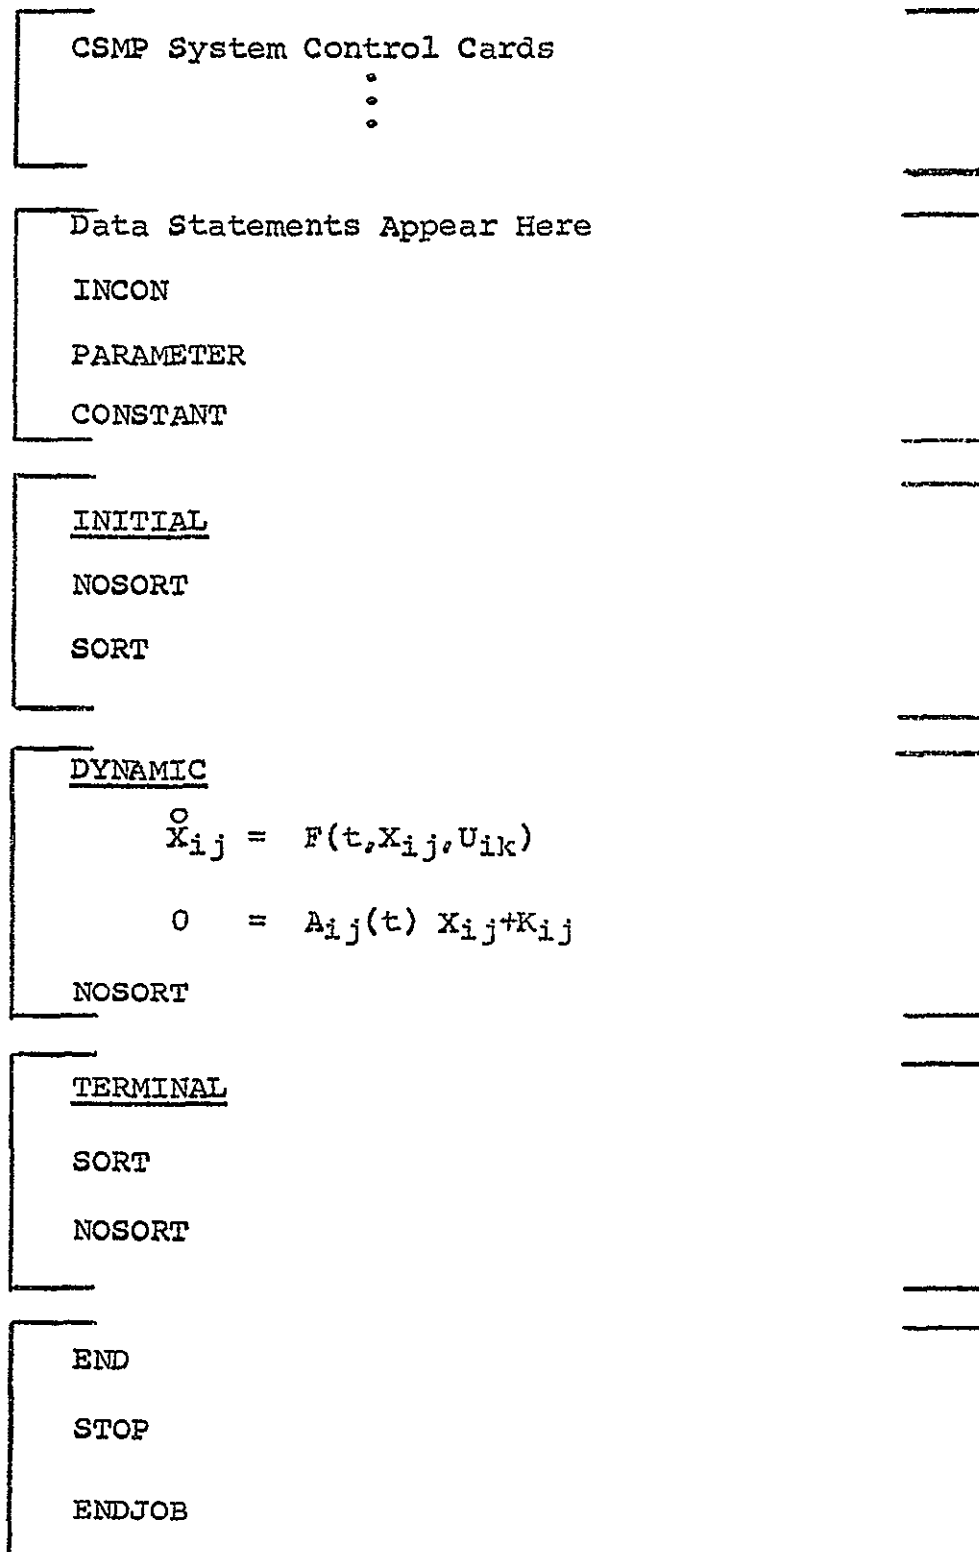 CSMP System Control Cards
Data Statements Appear Here
INCON
PARAMETER
CONSTANT
INITIAL
NOSORT
SORT
DYNAMIC
X̊ij = F(t,Xij,Uik)
0 = Aij(t) Xij+Kij
NOSORT
TERMINAL
SORT
NOSORT
END
STOP
ENDJOB